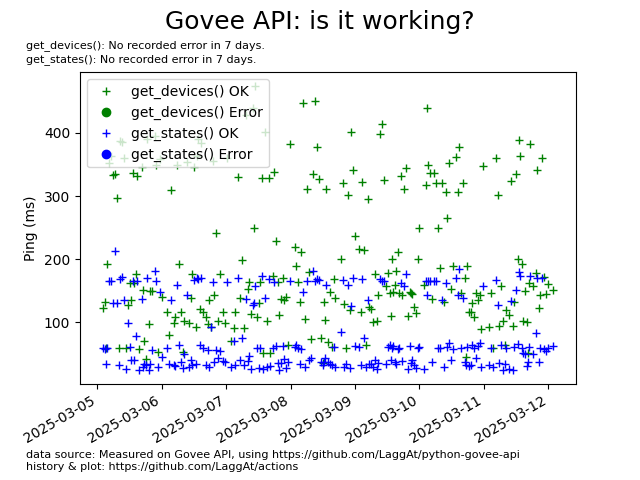 Govee API: is it working?
get_devices(): No recorded error in 7 days.
get_states(): No recorded error in 7 days.
get_devices() OK
get_devices() Error
get_states() OK
get_states() Error
Ping (ms)
400
300
200
100
2025-03-05
2025-03-06
2025-03-07
2025-03-08
2025-03-09
2025-03-10
2025-03-11
2025-03-12
data source: Measured on Govee API, using https://github.com/LaggAt/python-govee-api
history & plot: https://github.com/LaggAt/actions